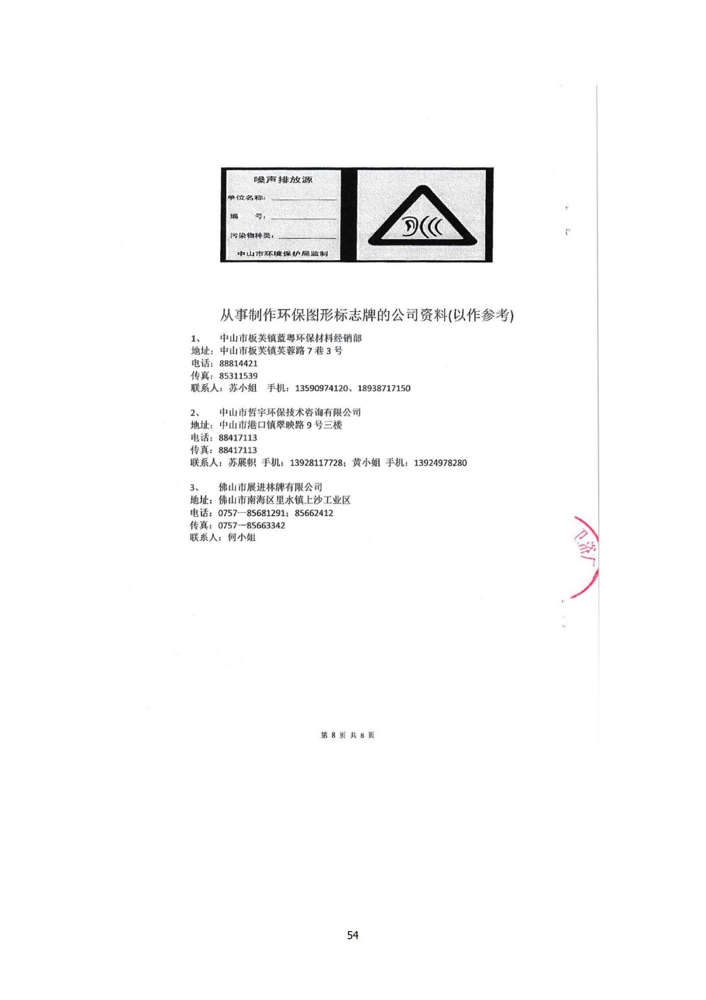 噪声排放源
单位名称:
编 号:
污染物种类:
中山市环境保护局监制
从事制作环保图形标志牌的公司资料(以作参考)
1、 中山市板芙镇蓝粤环保材料经销部
地址：中山市板芙镇芙蓉路 7 巷 3 号
电话：88814421
传真：85311539
联系人：苏小姐 手机：13590974120、18938717150
2、 中山市哲宇环保技术咨询有限公司
地址：中山市港口镇翠映路 9 号三楼
电话：88417113
传真：88417113
联系人：苏展帜 手机：13928117728；黄小姐 手机：13924978280
3、 佛山市展进林牌有限公司
地址：佛山市南海区里水镇上沙工业区
电话：0757—85681291；85662412
传真：0757—85663342
联系人：何小姐
卫浴厂
第 8 页 共 8 页
54